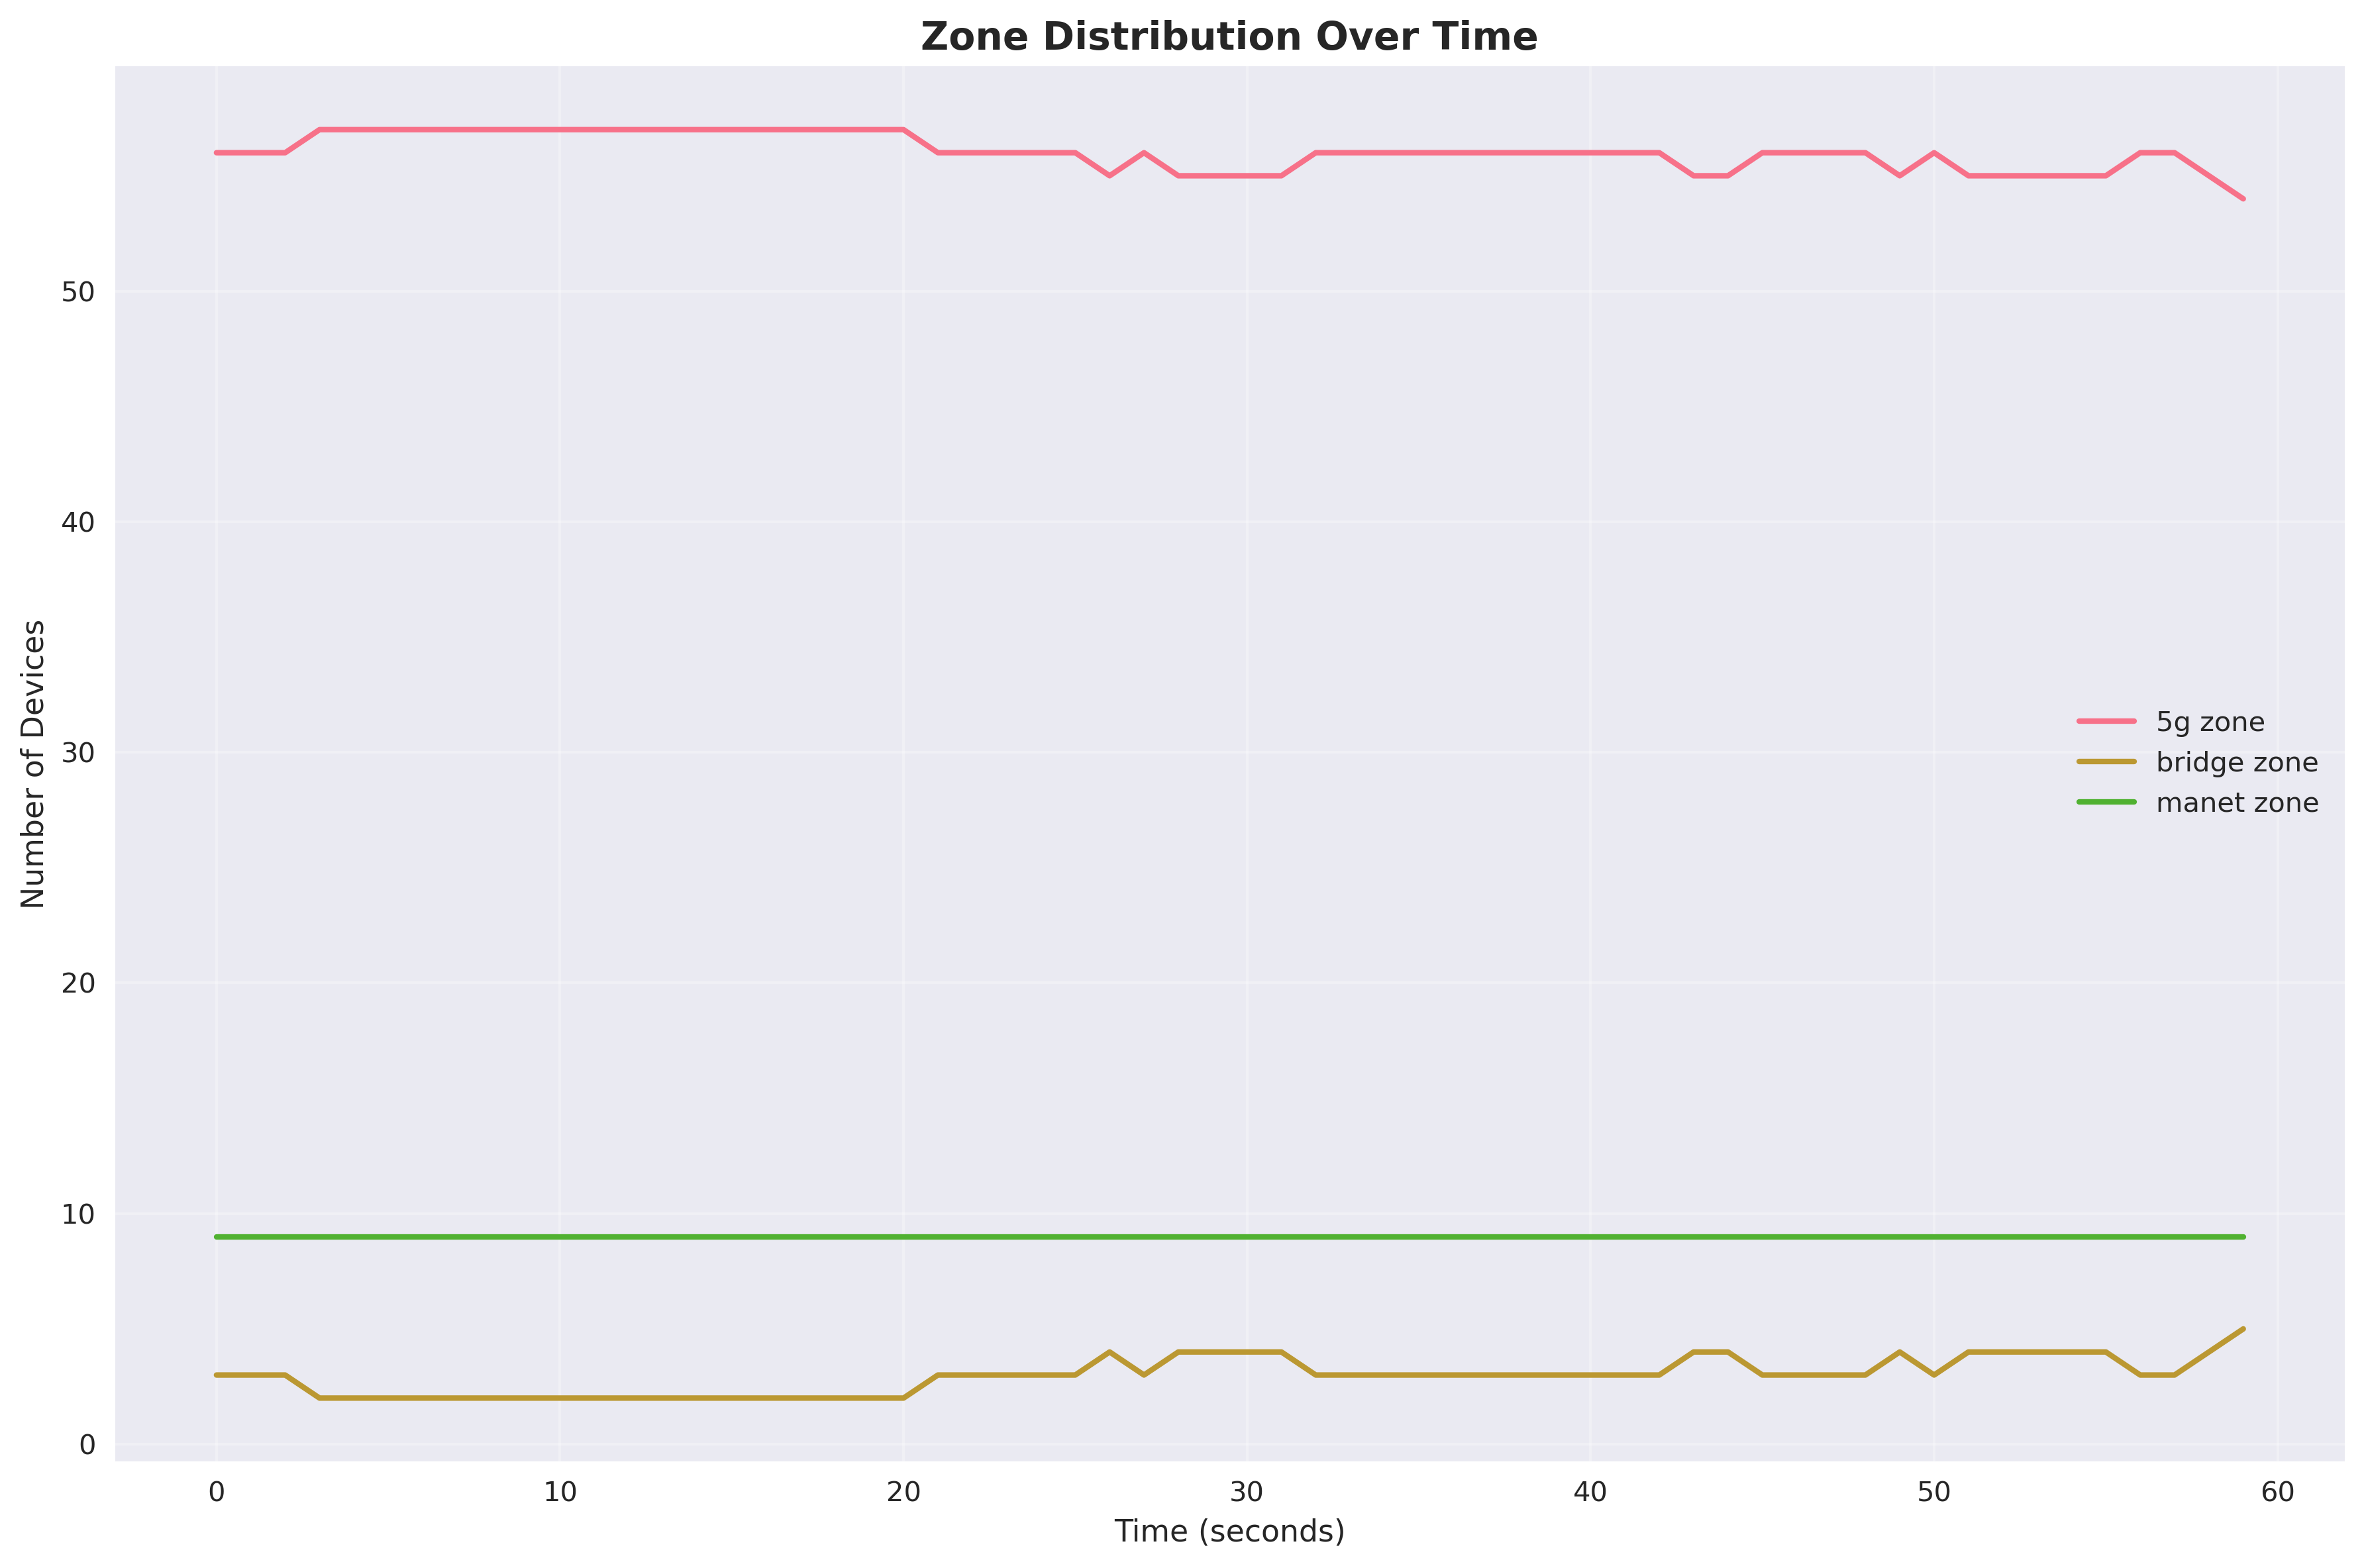 Zone Distribution Over Time
Number of Devices
50
40
30
20
10
0
5g zone
bridge zone
manet zone
0 10 20 30 40 50 60
Time (seconds)